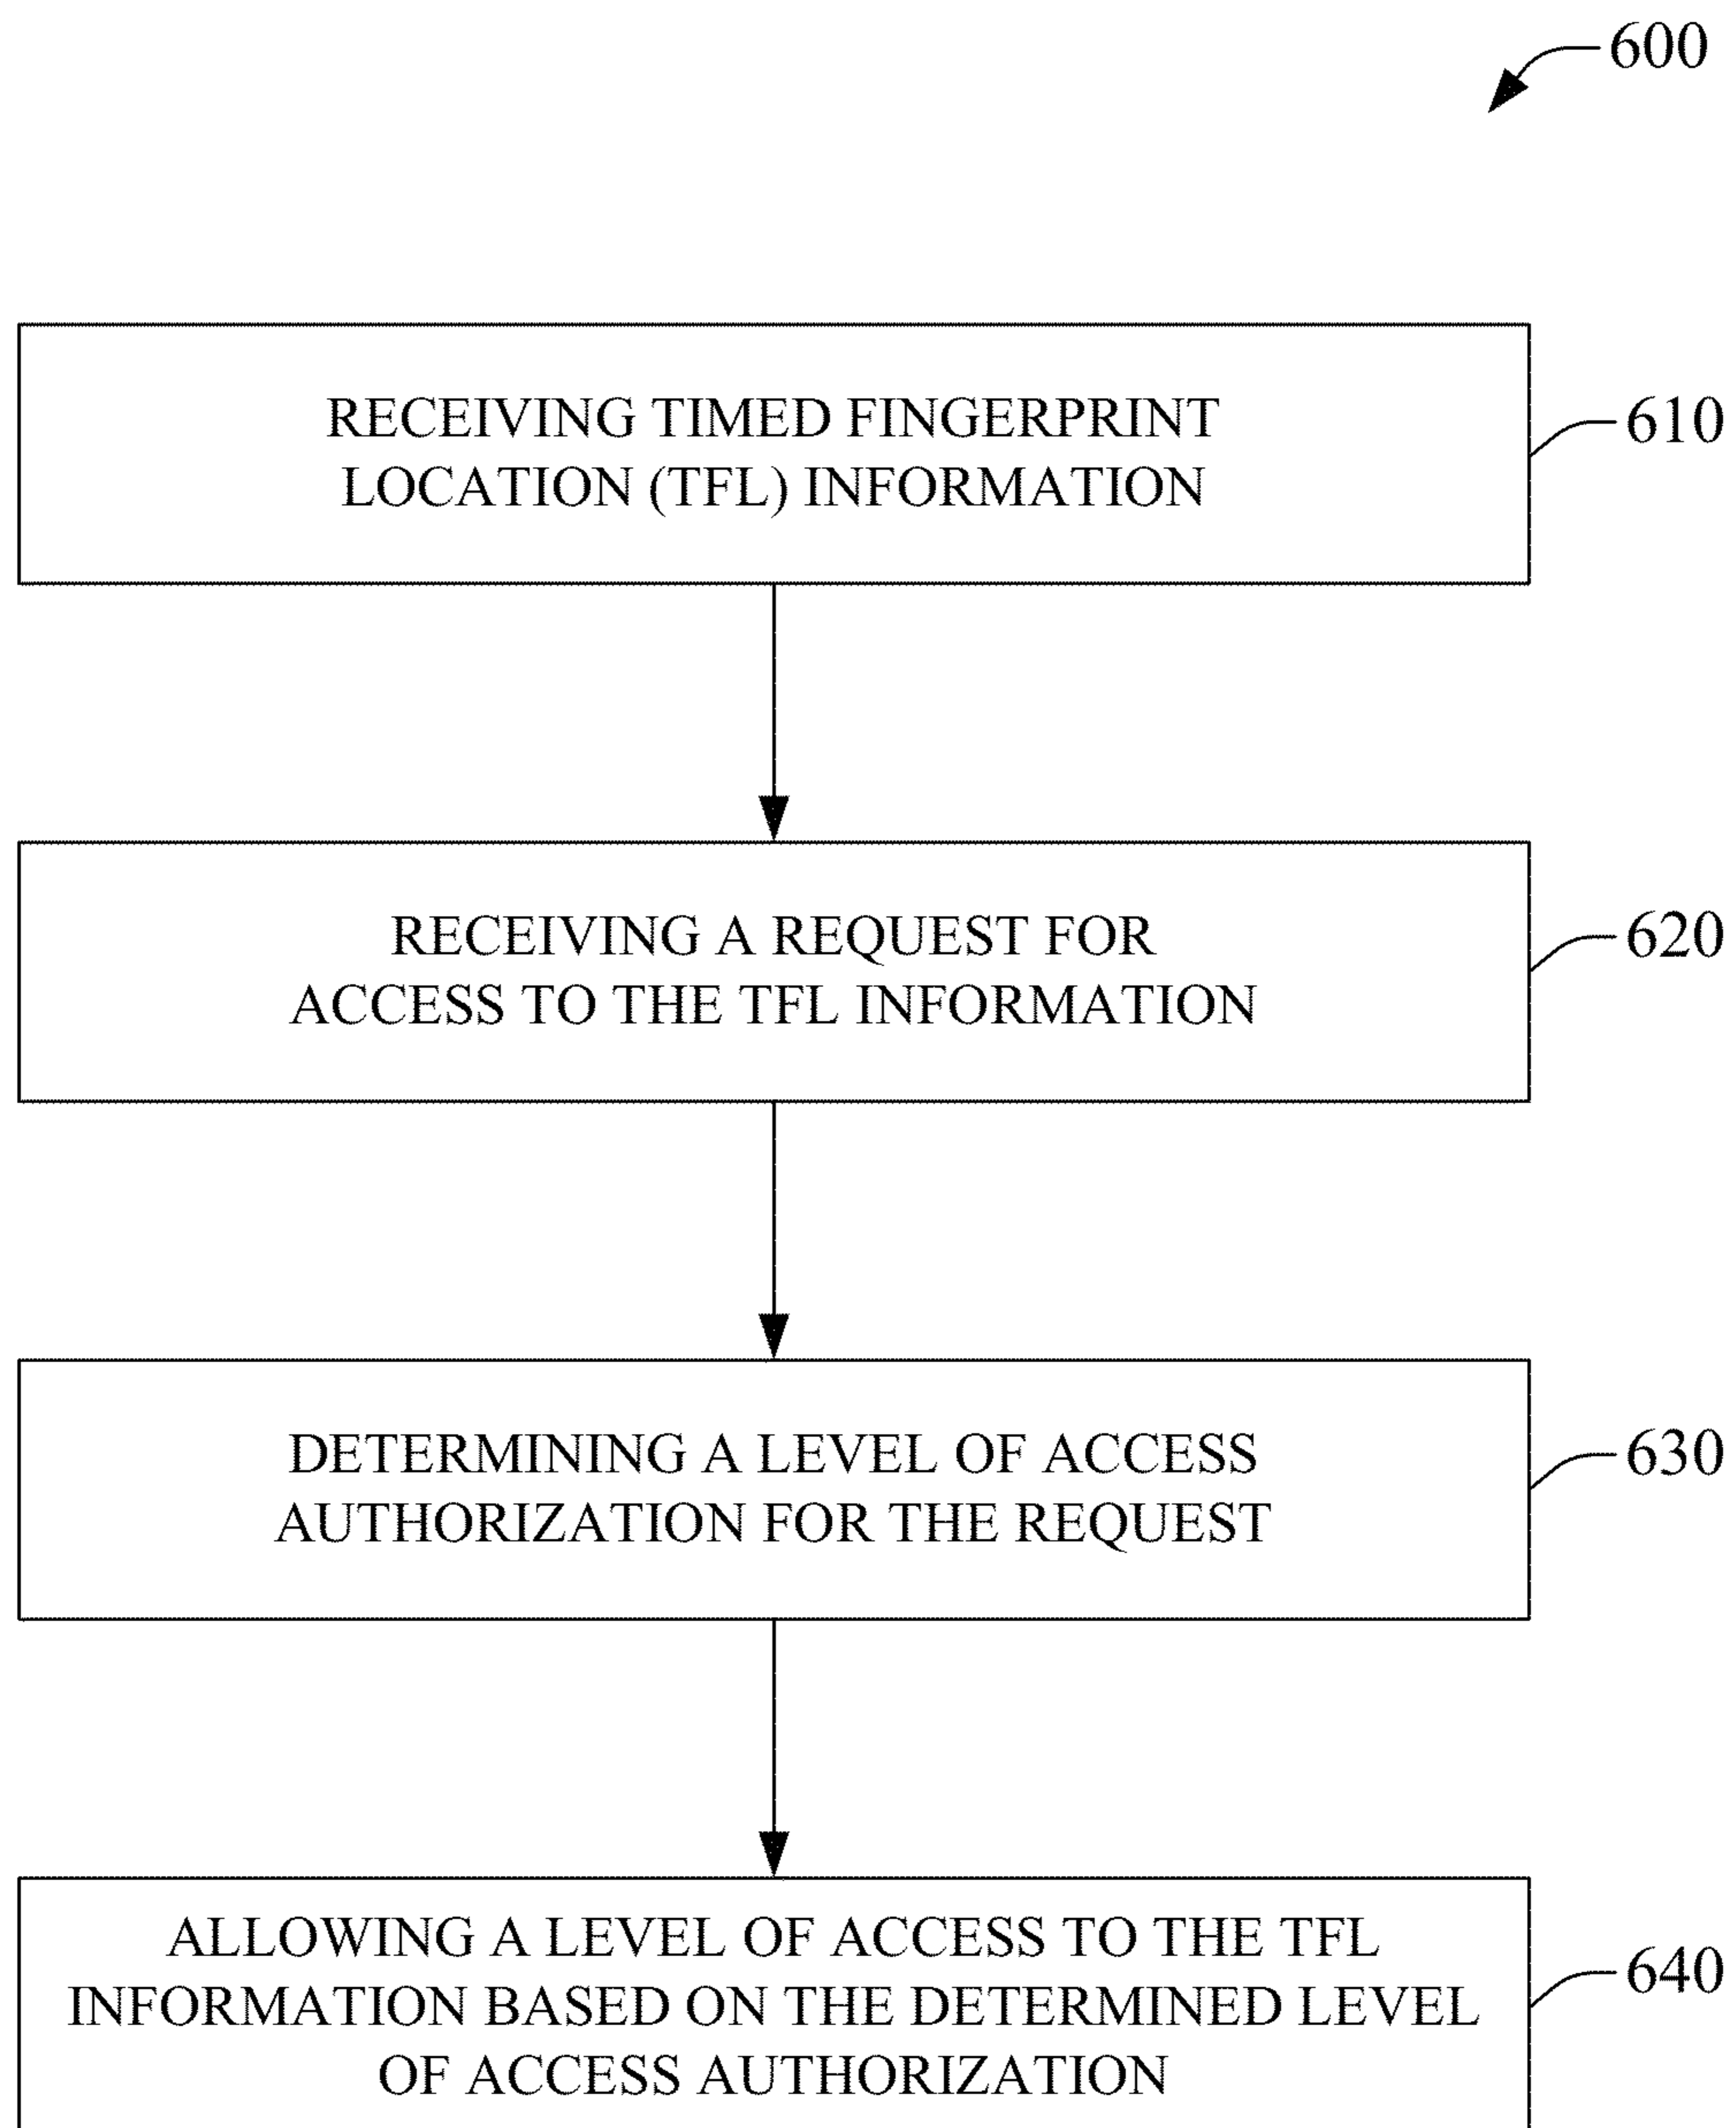 600
RECEIVING TIMED FINGERPRINT
LOCATION (TFL) INFORMATION
610
RECEIVING A REQUEST FOR
ACCESS TO THE TFL INFORMATION
620
DETERMINING A LEVEL OF ACCESS
AUTHORIZATION FOR THE REQUEST
630
ALLOWING A LEVEL OF ACCESS TO THE TFL
INFORMATION BASED ON THE DETERMINED LEVEL
OF ACCESS AUTHORIZATION
640